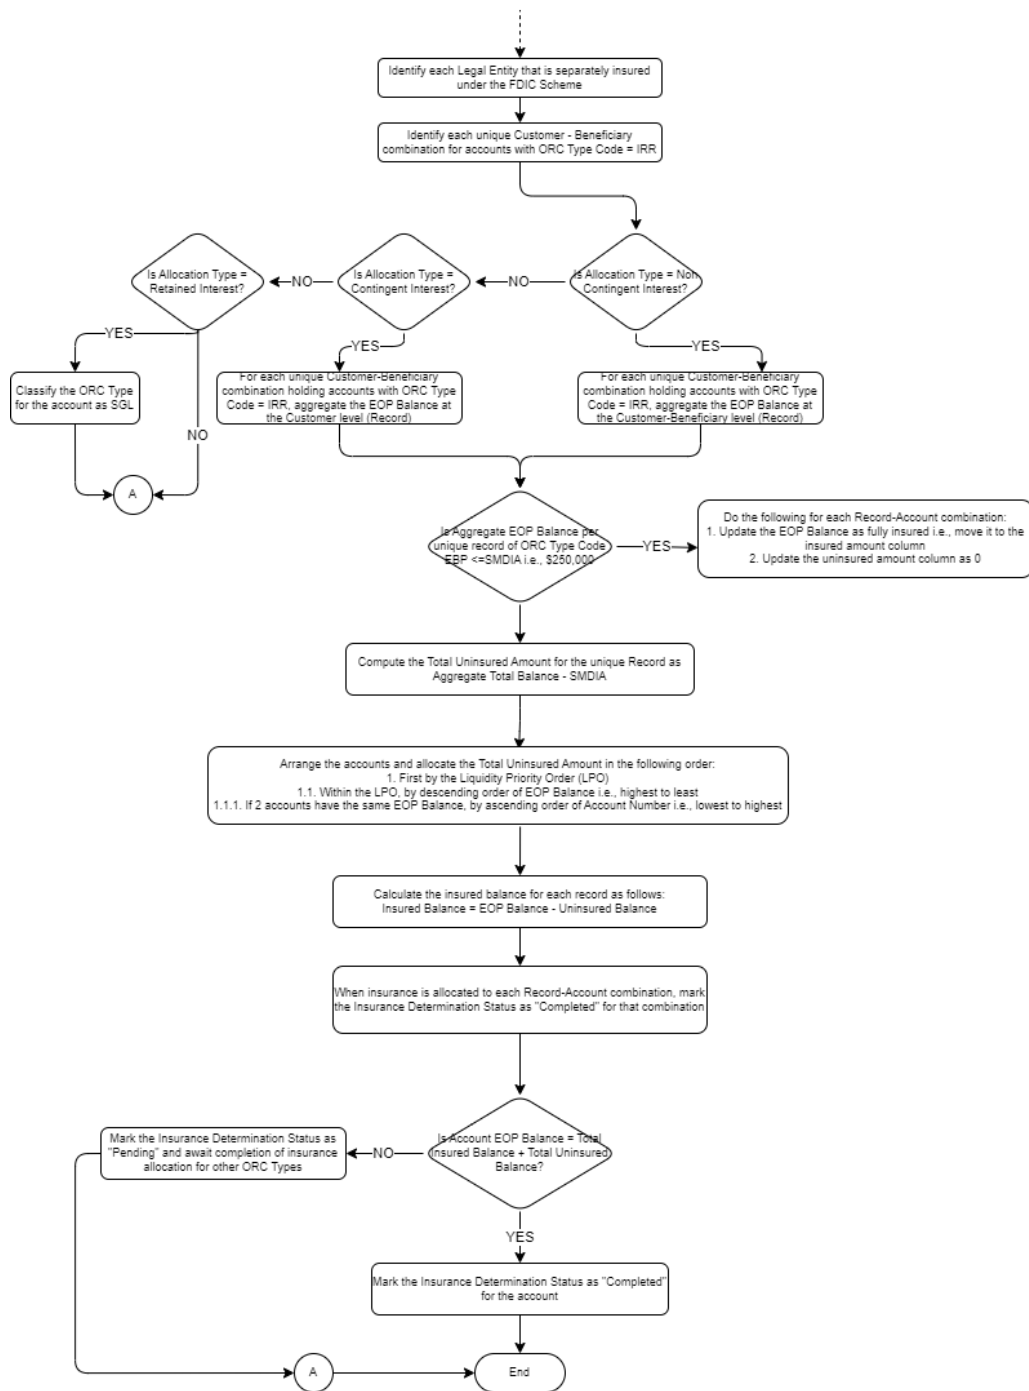 Identify each Legal Entity that is separately insured
under the FDIC Scheme
Identify each unique Customer - Beneficiary
combination for accounts with ORC Type Code = IRR
Is Allocation Type =
Retained Interest?
NO
Is Allocation Type =
Contingent Interest?
NO
Is Allocation Type = Non
Contingent Interest?
YES
YES
YES
Classify the ORC Type
for the account as SGL
For each unique Customer-Beneficiary
combination holding accounts with ORC Type
Code = IRR, aggregate the EOP Balance at
the Customer level (Record)
For each unique Customer-Beneficiary
combination holding accounts with ORC Type
Code = IRR, aggregate the EOP Balance at
the Customer-Beneficiary level (Record)
NO
A
Is Aggregate EOP Balance per
unique record of ORC Type Code
EBP <=SMDIA i.e., $250,000
YES
Do the following for each Record-Account combination:
1. Update the EOP Balance as fully insured i.e., move it to the
insured amount column
2. Update the uninsured amount column as 0
Compute the Total Uninsured Amount for the unique Record as
Aggregate Total Balance - SMDIA
Arrange the accounts and allocate the Total Uninsured Amount in the following order:
1. First by the Liquidity Priority Order (LPO)
1.1. Within the LPO, by descending order of EOP Balance i.e., highest to least
1.1.1. If 2 accounts have the same EOP Balance, by ascending order of Account Number i.e., lowest to highest
Calculate the insured balance for each record as follows:
Insured Balance = EOP Balance - Uninsured Balance
When insurance is allocated to each Record-Account combination, mark
the Insurance Determination Status as "Completed" for that combination
Is Account EOP Balance = Total
Insured Balance + Total Uninsured
Balance?
NO
Mark the Insurance Determination Status as
"Pending" and await completion of insurance
allocation for other ORC Types
YES
Mark the Insurance Determination Status as "Completed"
for the account
A
End